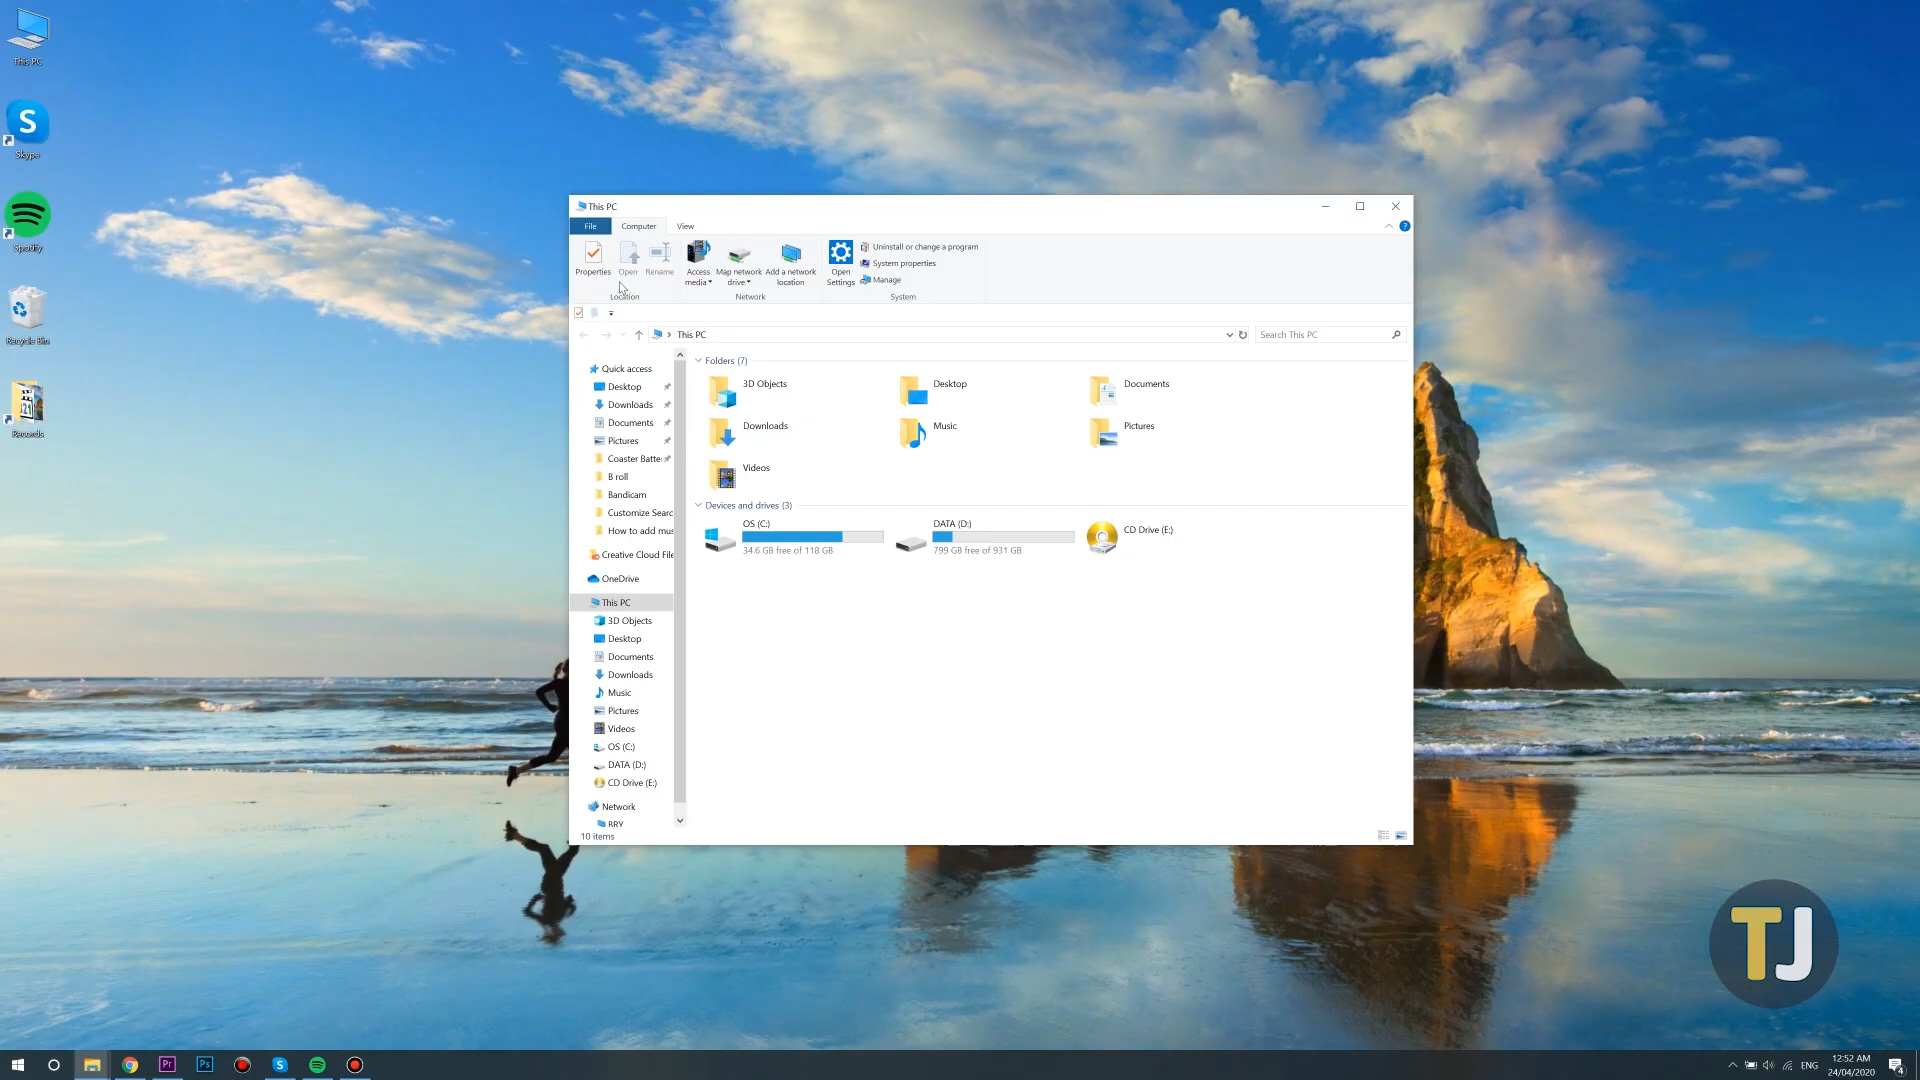 This PC
Skype
Spotify
Recycle Bin
Records
This PC
File
Computer
View
Properties
Open
Rename
Location
Access media
Map network drive
Add a network location
Network
Open Settings
Uninstall or change a program
System properties
Manage
System
This PC
Search This PC
Quick access
Desktop
Downloads
Documents
Pictures
Coaster Batte
B roll
Bandicam
Customize Searc
How to add mus
Creative Cloud File
OneDrive
This PC
3D Objects
Desktop
Documents
Downloads
Music
Pictures
Videos
OS (C:)
DATA (D:)
CD Drive (E:)
Network
BRY
10 items
Folders (7)
3D Objects
Desktop
Documents
Downloads
Music
Pictures
Videos
Devices and drives (3)
OS (C:)
34.6 GB free of 118 GB
DATA (D:)
799 GB free of 931 GB
CD Drive (E:)
TJ
Pr
Ps
ENG
12:52 AM
24/04/2020
4